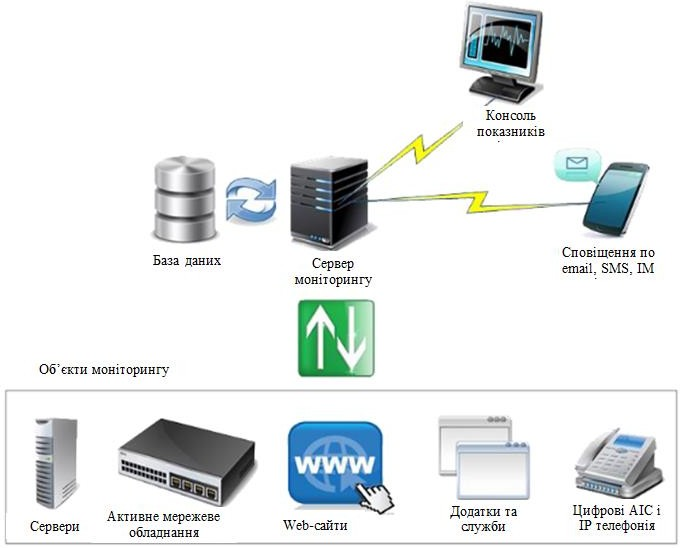 Консоль
показників
База даних
Сервер
моніторингу
Сповіщення по
email, SMS, IM
Об’єкти моніторингу
Сервери
Активне мережеве
обладнання
www
Web-сайти
Додатки та
служби
Цифрові АІС і
IP телефонія